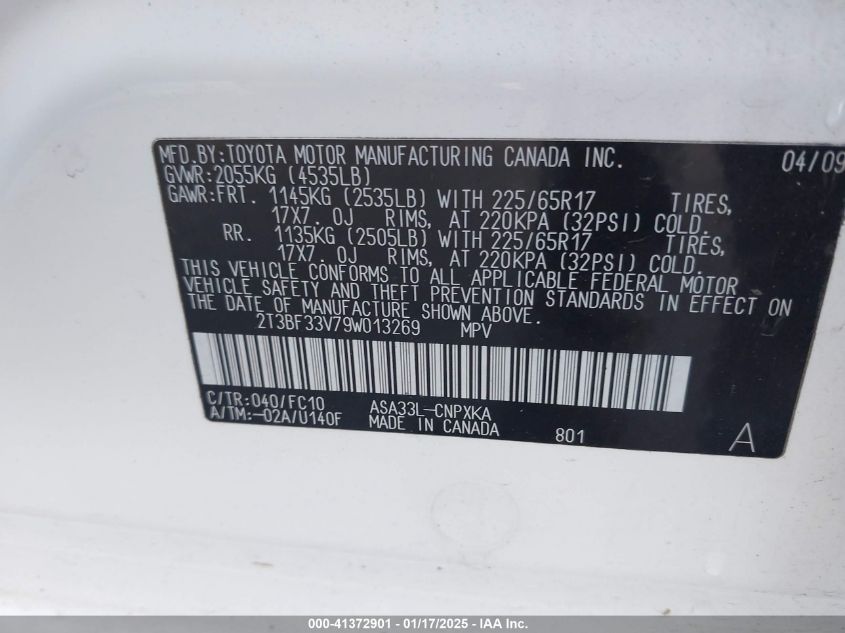 MFD.BY:TOYOTA MOTOR MANUFACTURING CANADA INC. 04/09
GVWR:2055KG (4535LB)
GAWR:FRT. 1145KG (2535LB) WITH 225/65R17 TIRES,
17X7.0J RIMS, AT 220KPA (32PSI) COLD.
RR. 1135KG (2505LB) WITH 225/65R17 TIRES,
17X7.0J RIMS, AT 220KPA (32PSI) COLD.
THIS VEHICLE CONFORMS TO ALL APPLICABLE FEDERAL MOTOR
VEHICLE SAFETY AND THEFT PREVENTION STANDARDS IN EFFECT ON
THE DATE OF MANUFACTURE SHOWN ABOVE.
2T3BF33V79W013269 MPV
C/TR:040/FC10 ASA33L-CNPXKA
A/TM:-02A/U140F MADE IN CANADA 801 A
000-41372901 - 01/17/2025 - IAA Inc.